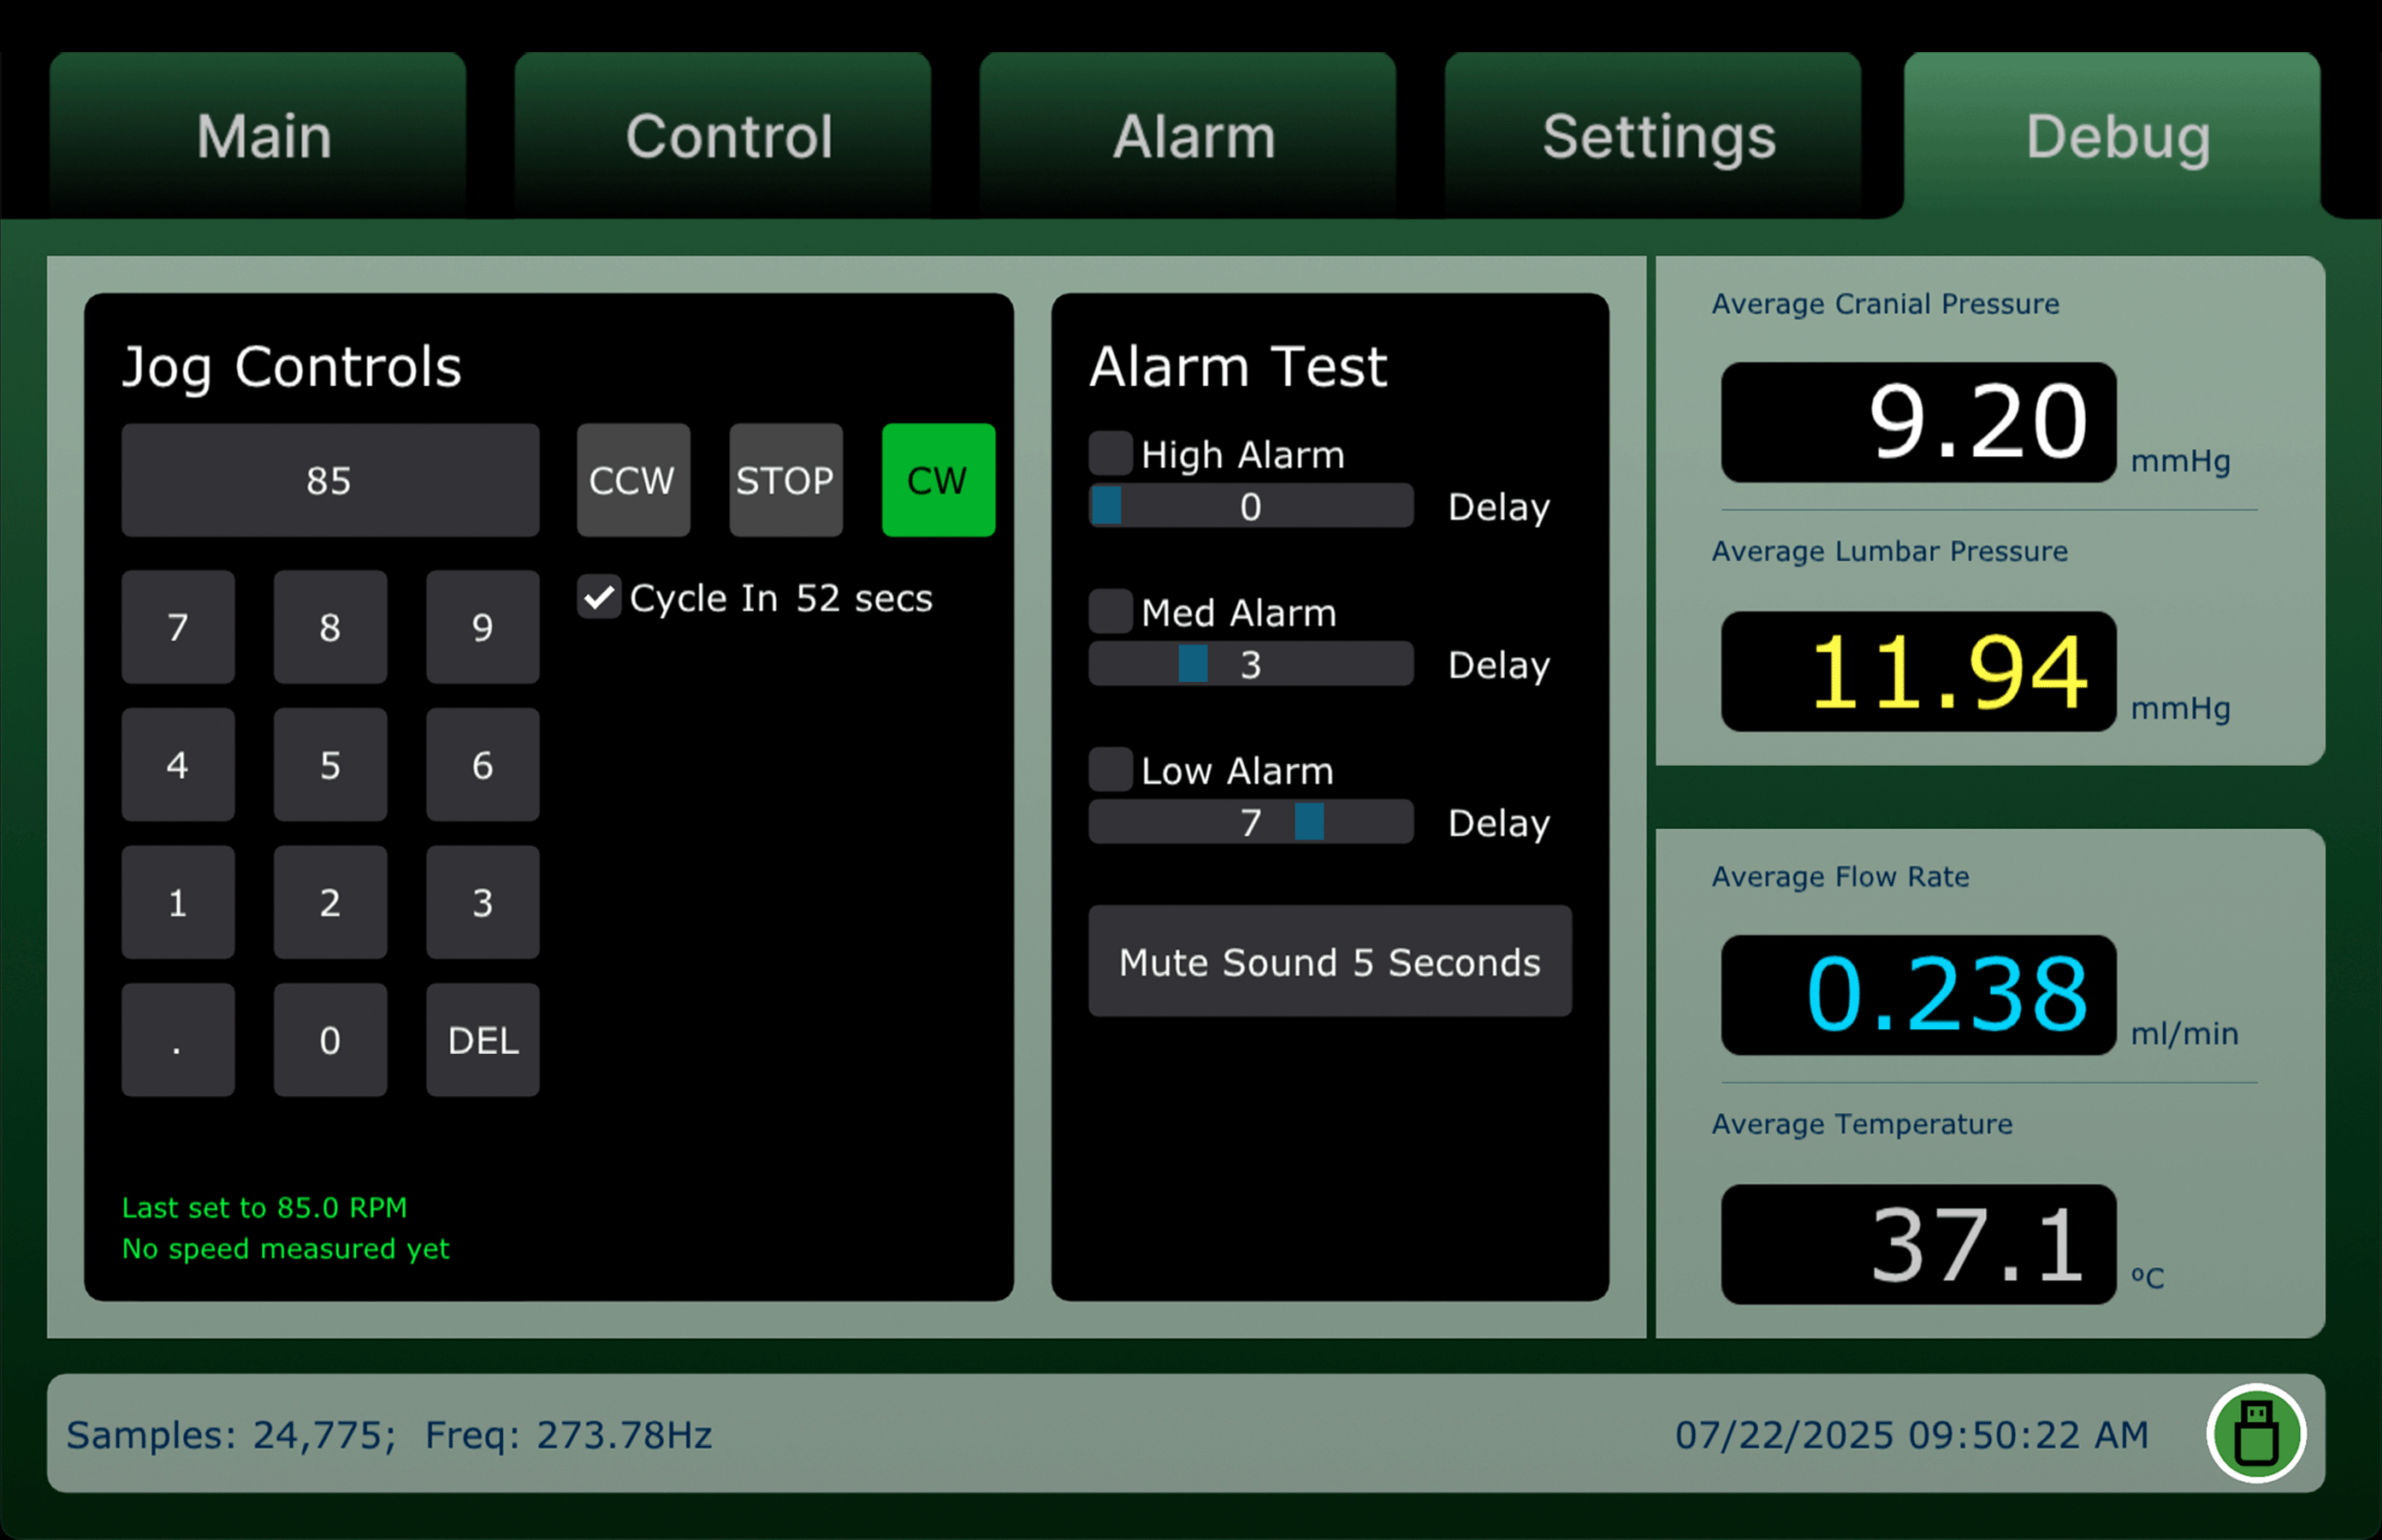 Main
Control
Alarm
Settings
Debug
Jog Controls
85
CCW
STOP
CW
Cycle In 52 secs
7
8
9
4
5
6
1
2
3
.
0
DEL
Last set to 85.0 RPM
No speed measured yet
Alarm Test
High Alarm
0
Delay
Med Alarm
3
Delay
Low Alarm
7
Delay
Mute Sound 5 Seconds
Average Cranial Pressure
9.20 mmHg
Average Lumbar Pressure
11.94 mmHg
Average Flow Rate
0.238 ml/min
Average Temperature
37.1 ºC
Samples: 24,775; Freq: 273.78Hz
07/22/2025 09:50:22 AM